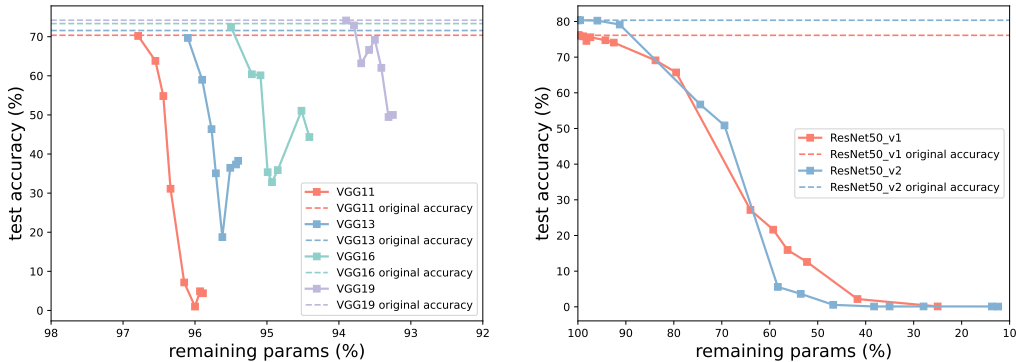 test accuracy (%)
70
60
50
40
30
20
10
0
VGG11
VGG11 original accuracy
VGG13
VGG13 original accuracy
VGG16
VGG16 original accuracy
VGG19
VGG19 original accuracy
98 97 96 95 94 93 92
remaining params (%)
test accuracy (%)
80
70
60
50
40
30
20
10
0
ResNet50_v1
ResNet50_v1 original accuracy
ResNet50_v2
ResNet50_v2 original accuracy
100 90 80 70 60 50 40 30 20 10
remaining params (%)